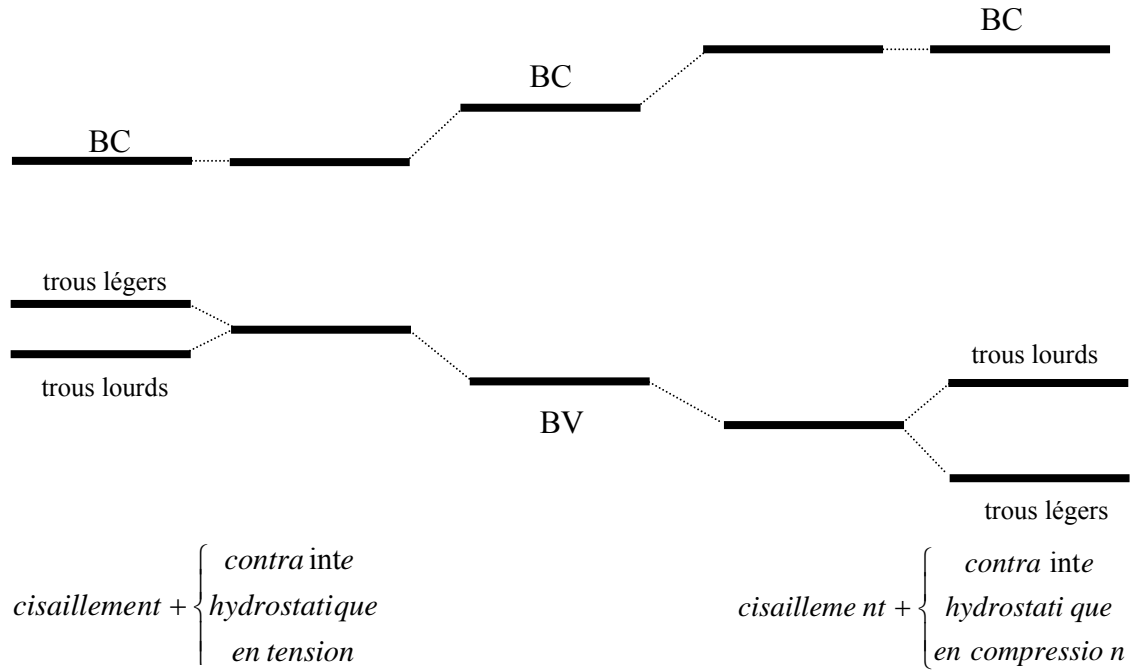 BC
BC
BC
trous légers
trous lourds
BV
trous lourds
trous légers
cisaillement + { contra inte
hydrostatique
en tension
cisailleme nt + { contra inte
hydrostati que
en compressio n